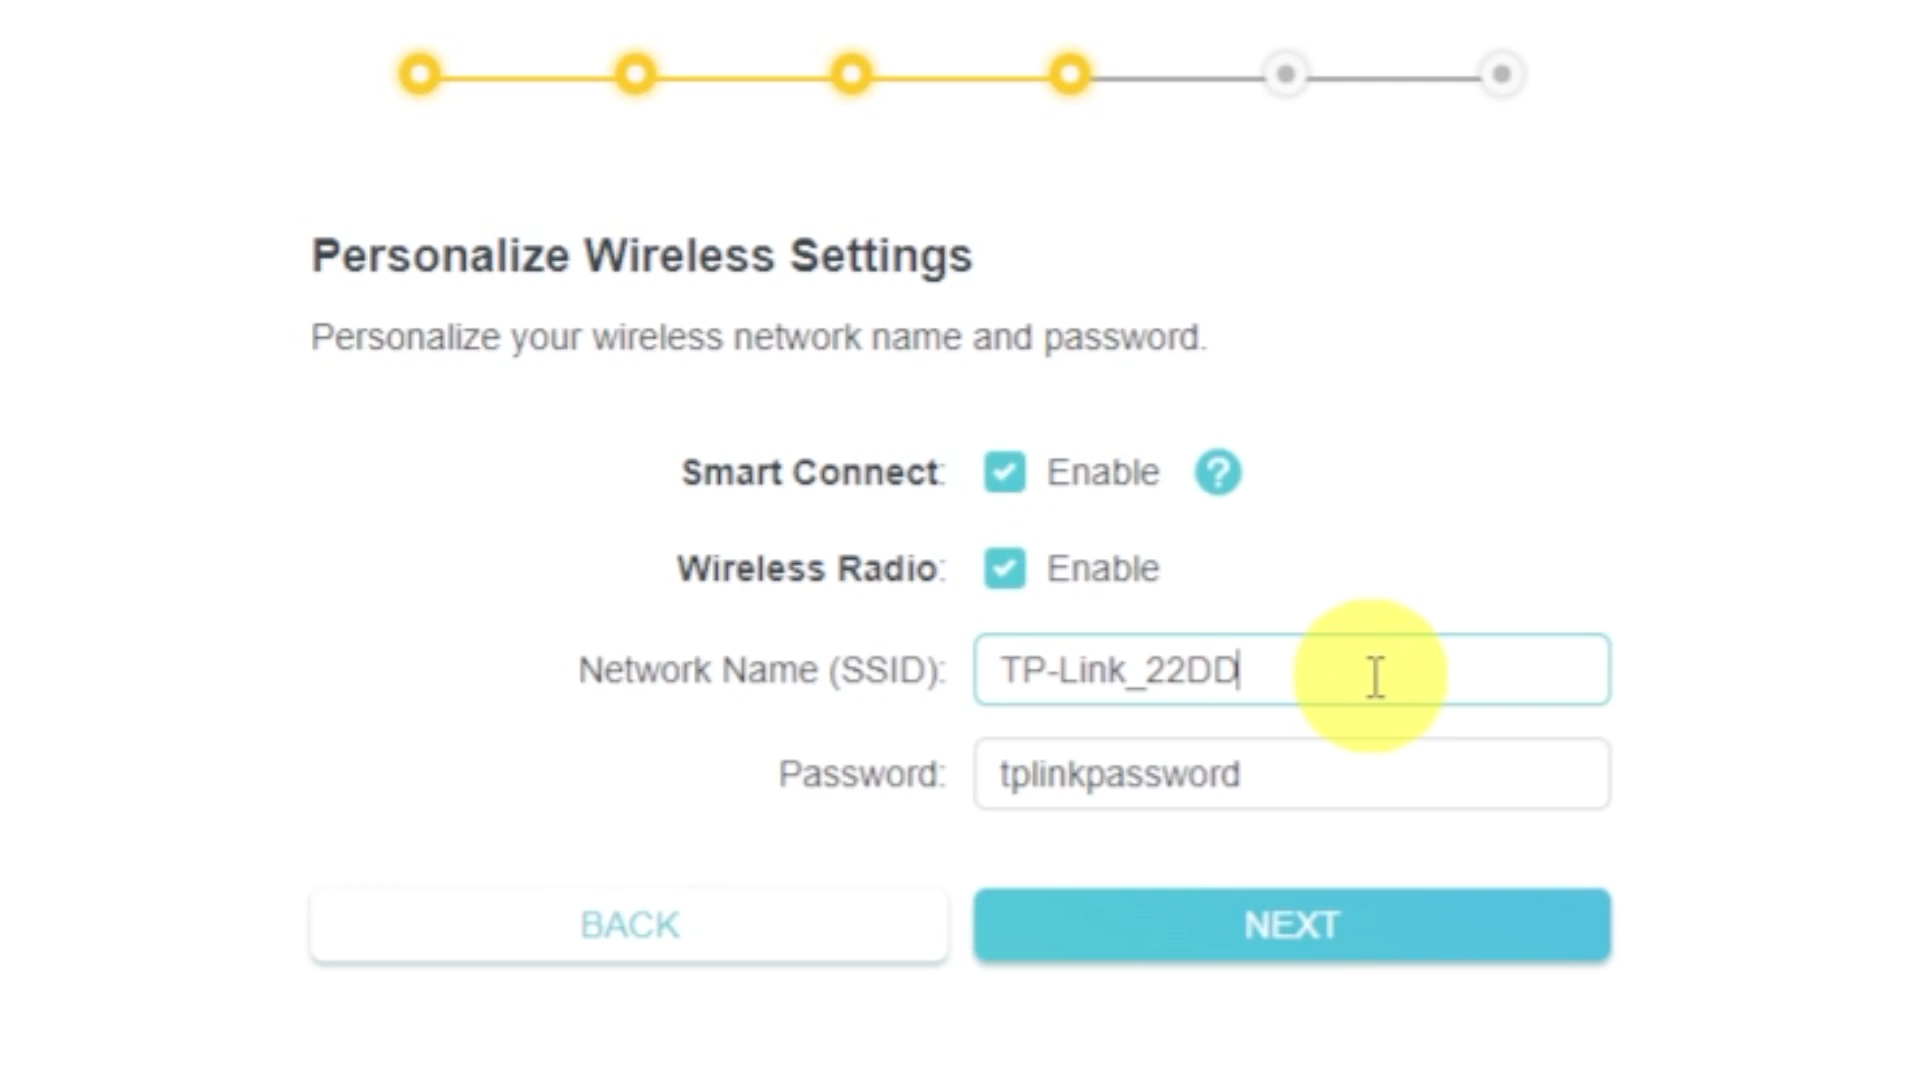 Personalize Wireless Settings
Personalize your wireless network name and password.
Smart Connect: Enable ?
Wireless Radio: Enable
Network Name (SSID): TP-Link_22DD
Password: tplinkpassword
BACK NEXT